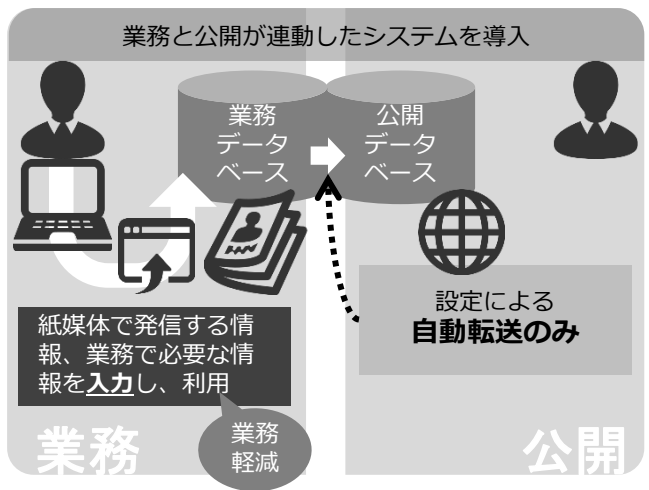 業務と公開が連動したシステムを導入
業務
データ
ベース
公開
データ
ベース
紙媒体で発信する情
報、業務で必要な情
報を入力し、利用
設定による
自動転送のみ
業務
軽減
業務
公開